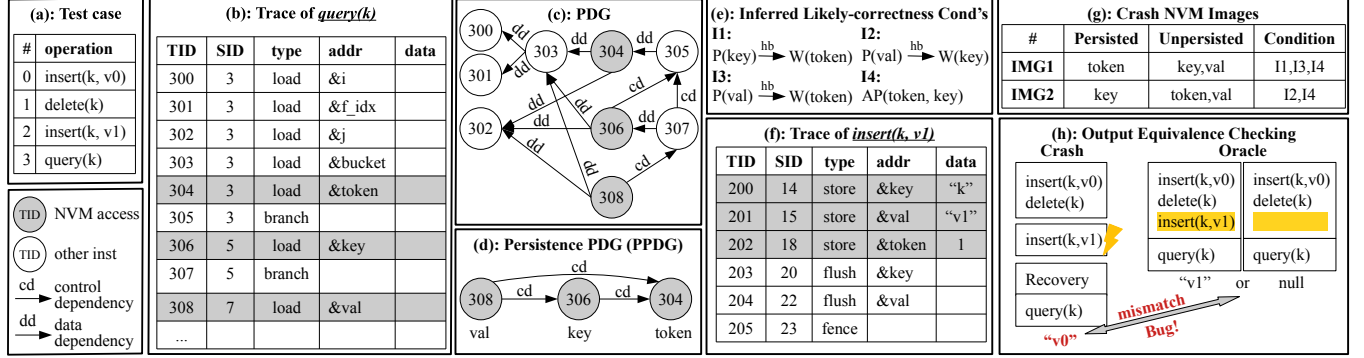 (a): Test case
# operation
0 insert(k, v0)
1 delete(k)
2 insert(k, v1)
3 query(k)
TID NVM access
TID other inst
cd control dependency
dd data dependency
(b): Trace of query(k)
TID SID type addr data
300 3 load &i
301 3 load &f_idx
302 3 load &j
303 3 load &bucket
304 3 load &token
305 3 branch
306 5 load &key
307 5 branch
308 7 load &val
...
(c): PDG
300 303 304 305
dd dd dd
301
dd dd cd cd
302 306 307
dd dd dd
dd dd cd
308
(d): Persistence PDG (PPDG)
cd
308 cd 306 cd 304
val key token
(e): Inferred Likely-correctness Cond's
I1: I2:
P(key) hb W(token) P(val) hb W(key)
I3: I4:
P(val) hb W(token) AP(token, key)
(f): Trace of insert(k, v1)
TID SID type addr data
200 14 store &key “k”
201 15 store &val “v1”
202 18 store &token 1
203 20 flush &key
204 22 flush &val
205 23 fence
(g): Crash NVM Images
# Persisted Unpersisted Condition
IMG1 token key,val I1,I3,I4
IMG2 key token,val I2,I4
(h): Output Equivalence Checking
Crash Oracle
insert(k,v0) insert(k,v0) insert(k,v0)
delete(k) delete(k) delete(k)
insert(k,v1) insert(k,v1)
Recovery
query(k) query(k) query(k)
“v1” or null
mismatch
Bug!
“v0”